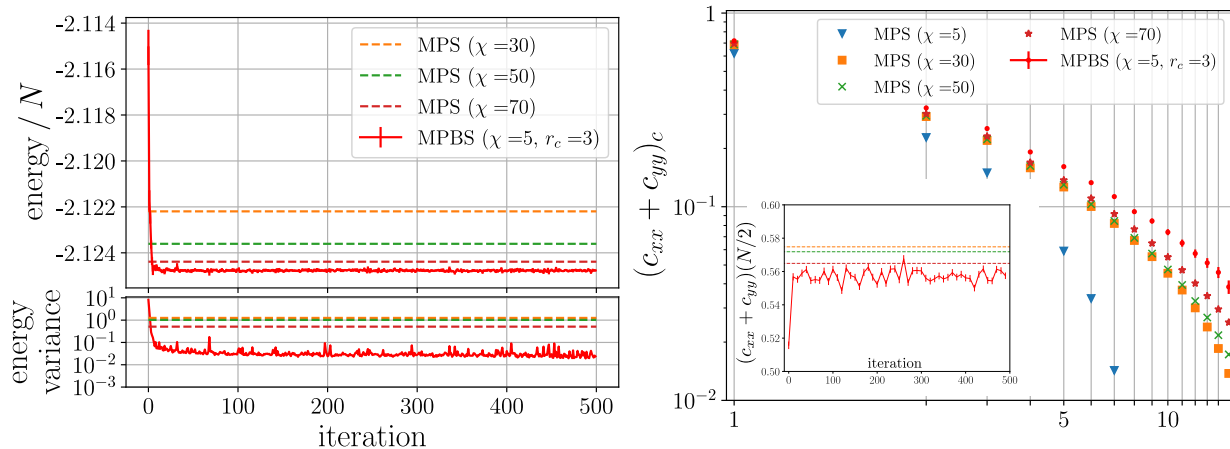 energy / N
-2.114
-2.116
-2.118
-2.120
-2.122
-2.124
MPS (χ =30)
MPS (χ =50)
MPS (χ =70)
MPBS (χ =5, r_c =3)
energy
variance
10^1
10^0
10^-1
10^-2
10^-3
0
100
200
300
400
500
iteration
(c_xx + c_yy)_c
1
10^-1
10^-2
MPS (χ =5)
MPS (χ =30)
MPS (χ =50)
MPS (χ =70)
MPBS (χ =5, r_c =3)
(c_xx + c_yy)(N/2)
0.60
0.58
0.56
0.54
0.52
0.50
iteration
0
100
200
300
400
490
1
5
10